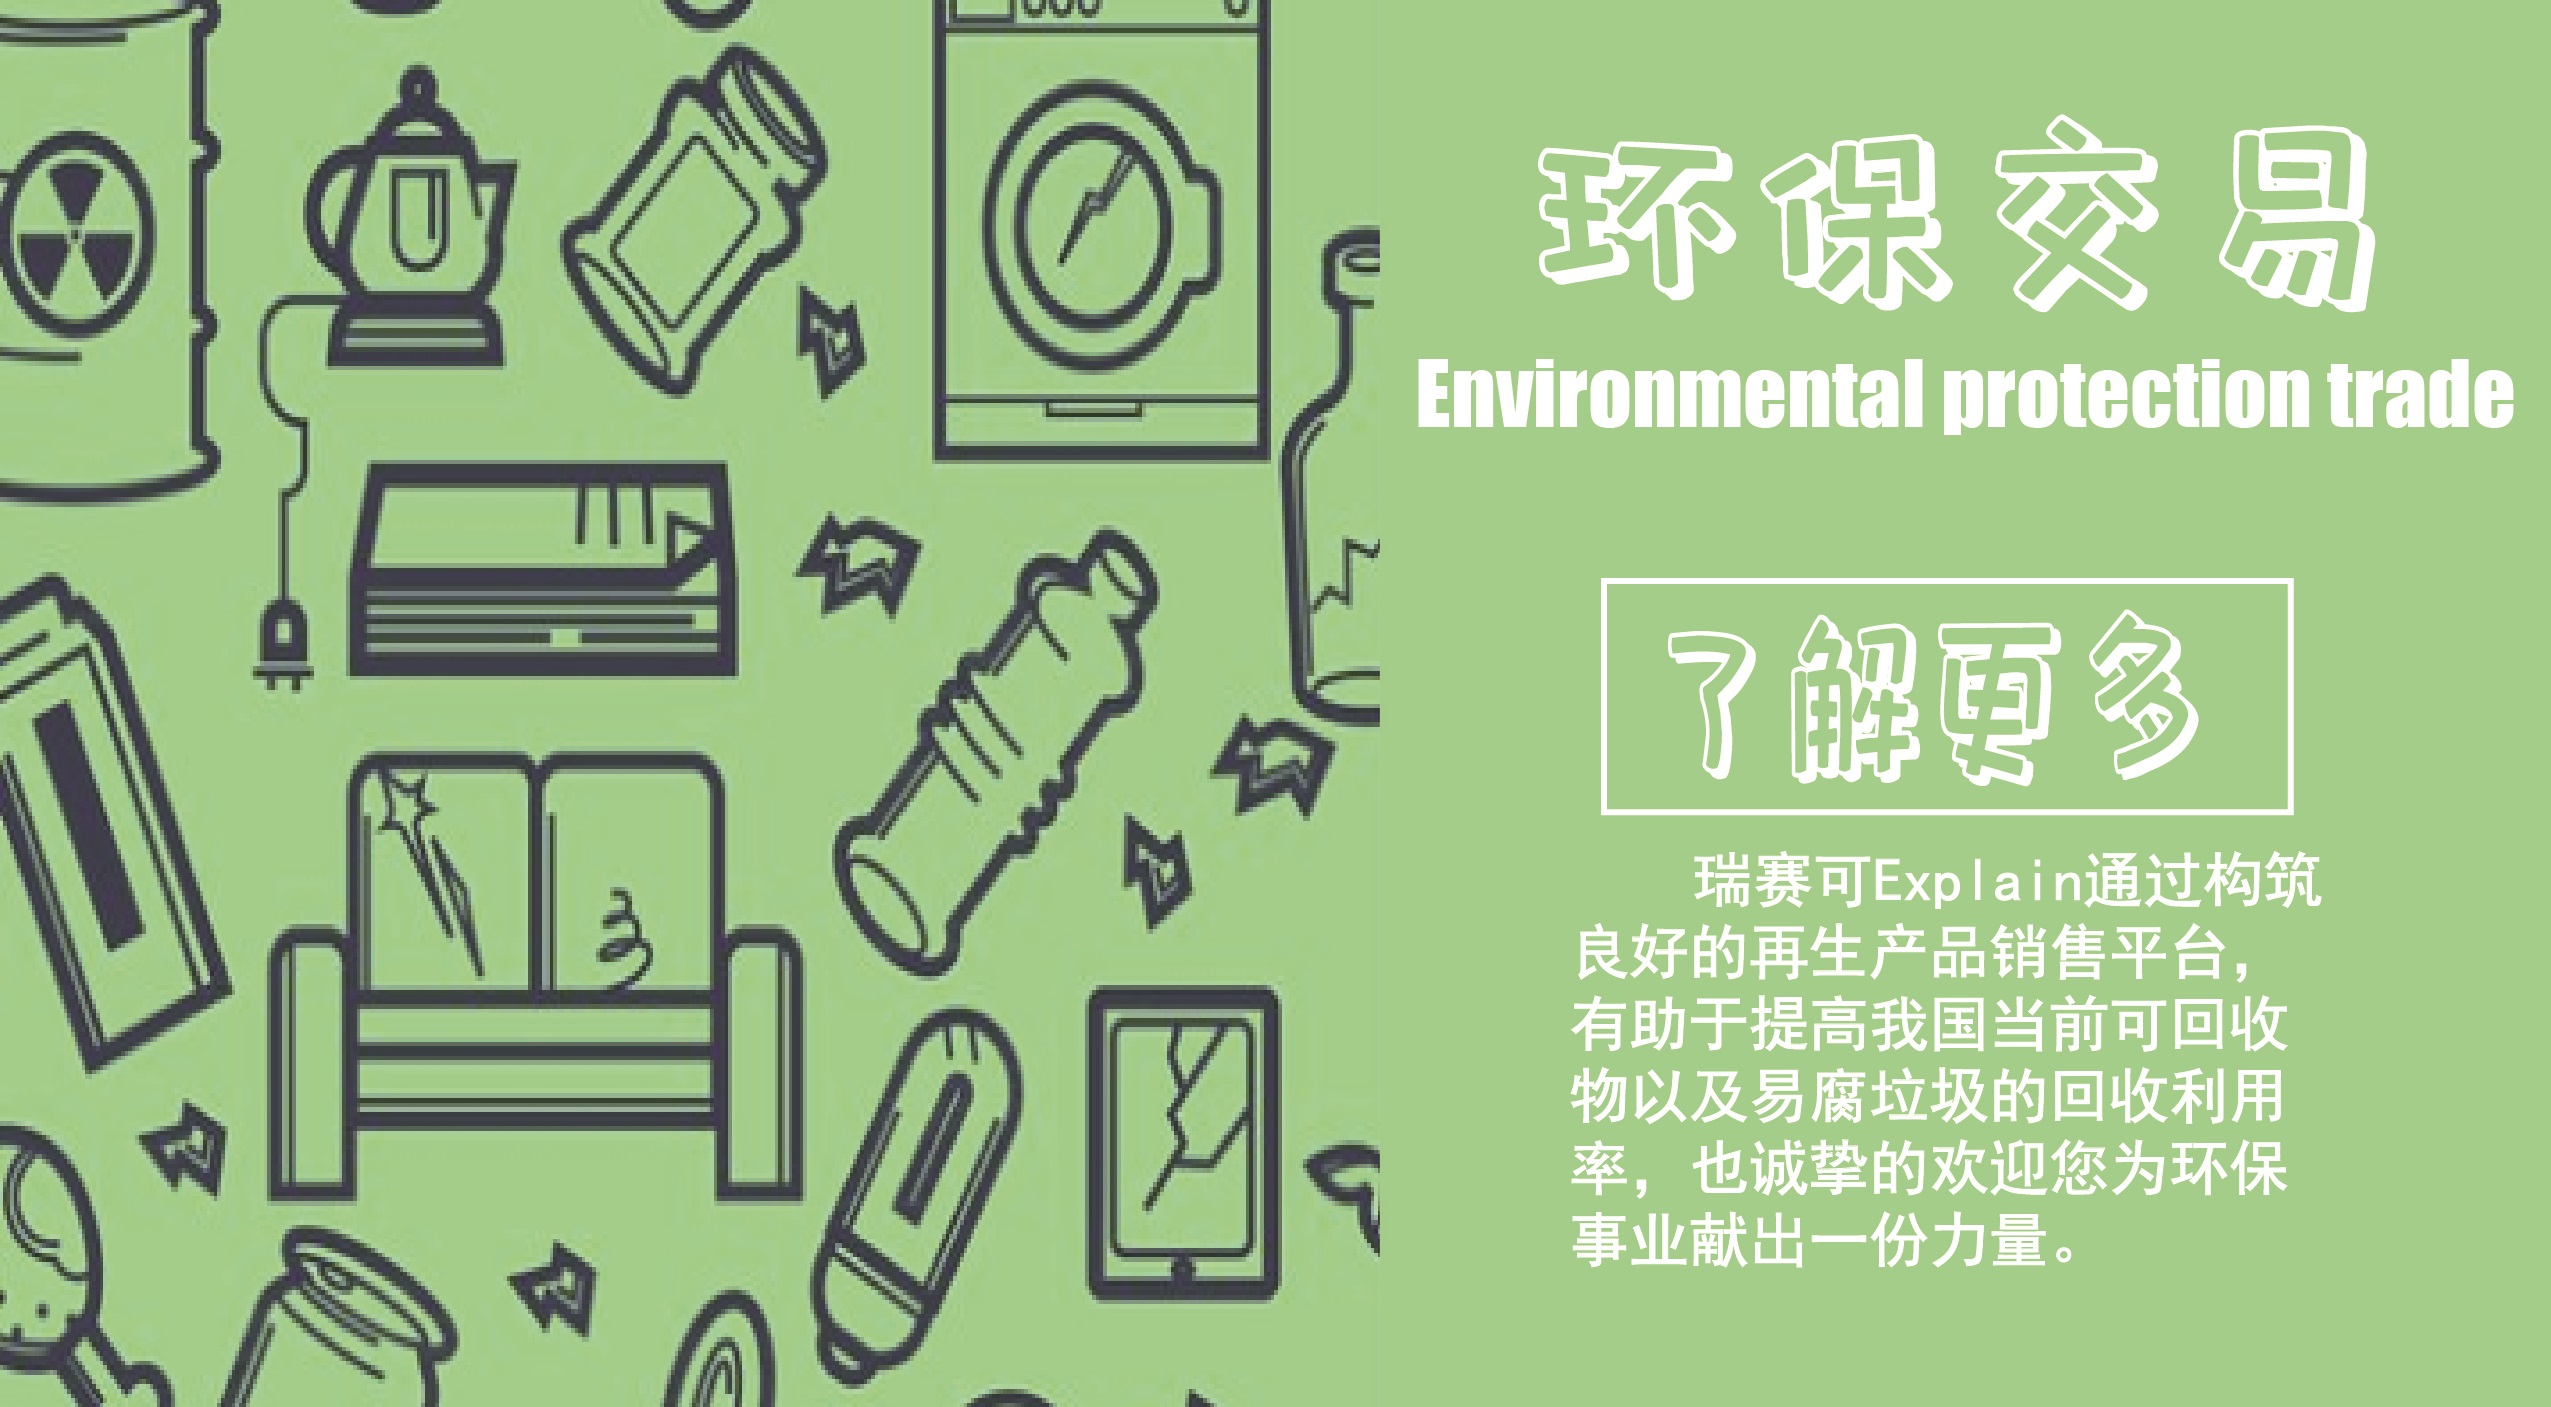 环保交易
Environmental protection trade
了解更多
瑞赛可Explain通过构筑
良好的再生产品销售平台，
有助于提高我国当前可回收
物以及易腐垃圾的回收利用
率，也诚挚的欢迎您为环保
事业献出一份力量。